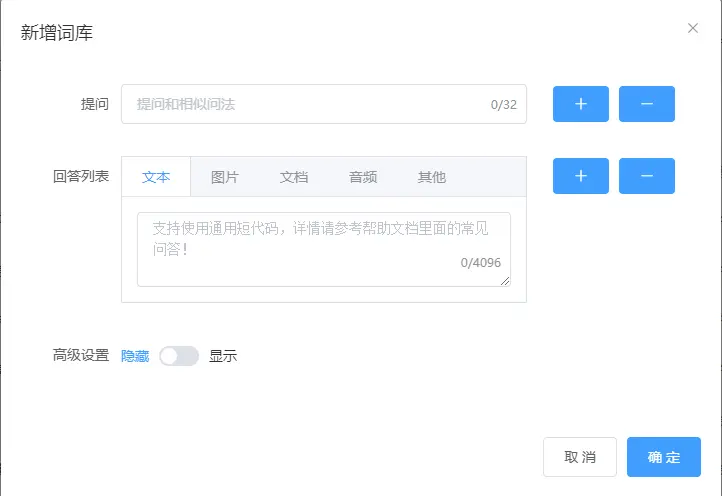 新增词库
提问 提问和相似问法 0/32
回答列表 文本 图片 文档 音频 其他
支持使用通用短代码，详情请参考帮助文档里面的常见
问答！
0/4096
高级设置 隐藏 显示
取 消 确 定